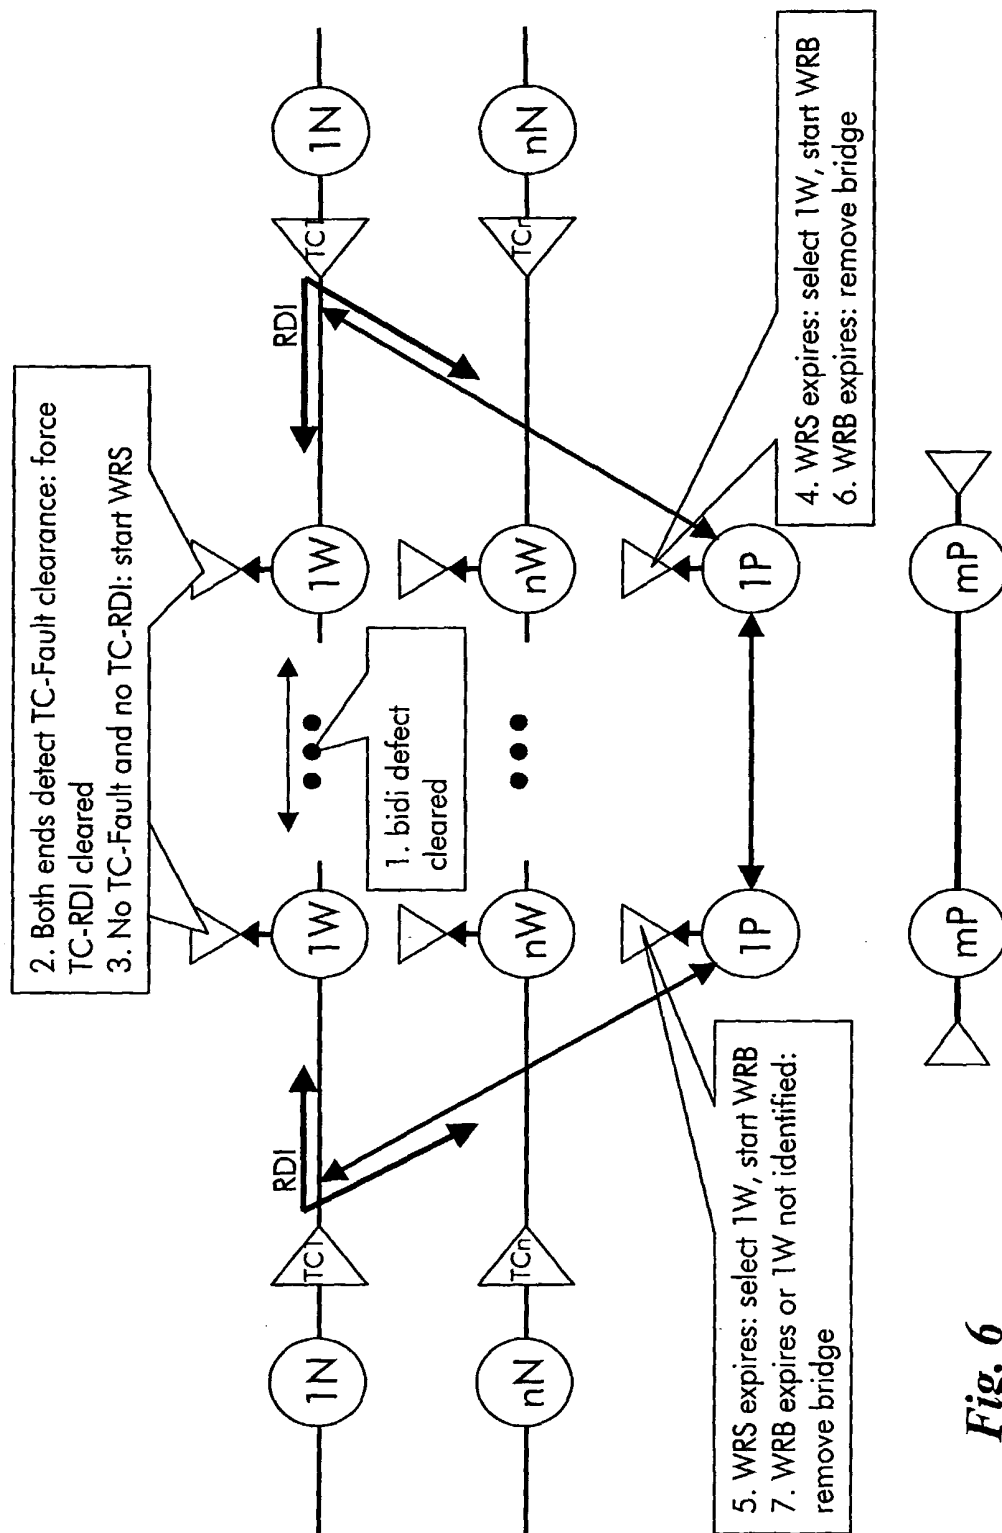 2. Both ends detect TC-Fault clearance: force
TC-RDI cleared
3. No TC-Fault and no TC-RDI: start WRS
RDI
RDI
1N
TC1
1W
1W
TC1
1N
1. bidi defect
cleared
nN
TCn
nW
nW
TCn
nN
5. WRS expires: select 1W, start WRB
7. WRB expires or 1W not identified:
remove bridge
1P
1P
4. WRS expires: select 1W, start WRB
6. WRB expires: remove bridge
mP
mP
Fig. 6